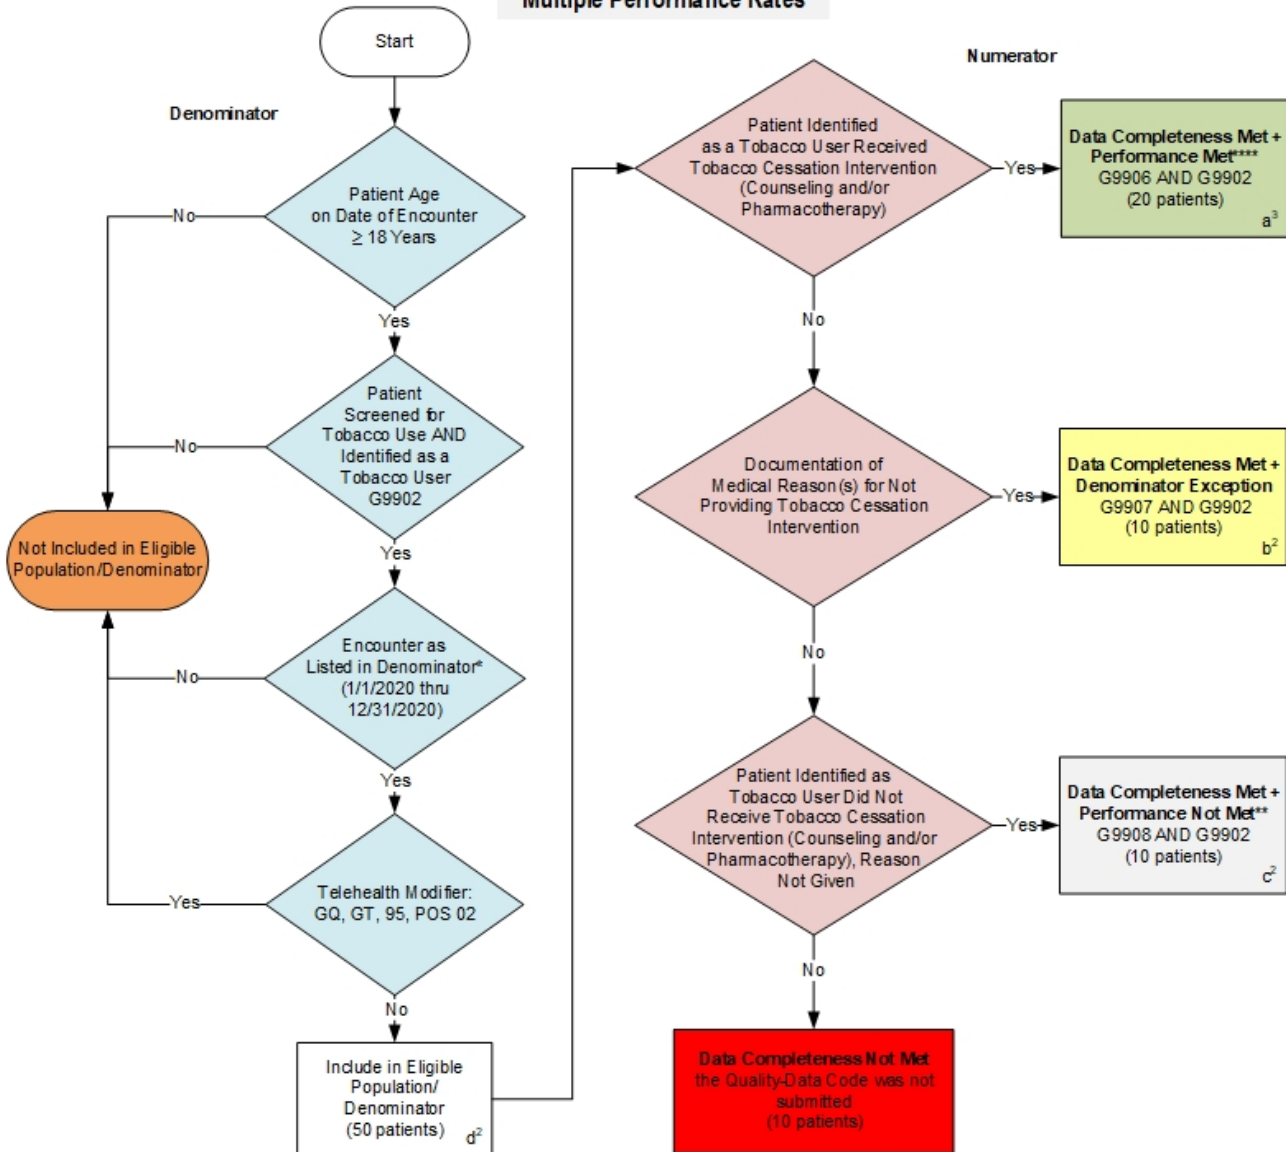 Multiple Performance Rates
Start
Denominator
Patient Age
on Date of Encounter
≥ 18 Years
No
Yes
Patient
Screened for
Tobacco Use AND
Identified as a
Tobacco User
G9902
No
Yes
Not Included in Eligible
Population/Denominator
Encounter as
Listed in Denominator*
(1/1/2020 thru
12/31/2020)
No
Yes
Telehealth Modifier:
GQ, GT, 95, POS 02
Yes
No
Include in Eligible
Population/
Denominator
(50 patients)
d²
Numerator
Patient Identified
as a Tobacco User Received
Tobacco Cessation Intervention
(Counseling and/or
Pharmacotherapy)
Yes
Data Completeness Met +
Performance Met****
G9906 AND G9902
(20 patients)
a³
No
Documentation of
Medical Reason(s) for Not
Providing Tobacco Cessation
Intervention
Yes
Data Completeness Met +
Denominator Exception
G9907 AND G9902
(10 patients)
b²
No
Patient Identified as
Tobacco User Did Not
Receive Tobacco Cessation
Intervention (Counseling and/or
Pharmacotherapy), Reason
Not Given
Yes
Data Completeness Met +
Performance Not Met**
G9908 AND G9902
(10 patients)
c²
No
Data Completeness Not Met
the Quality-Data Code was not
submitted
(10 patients)